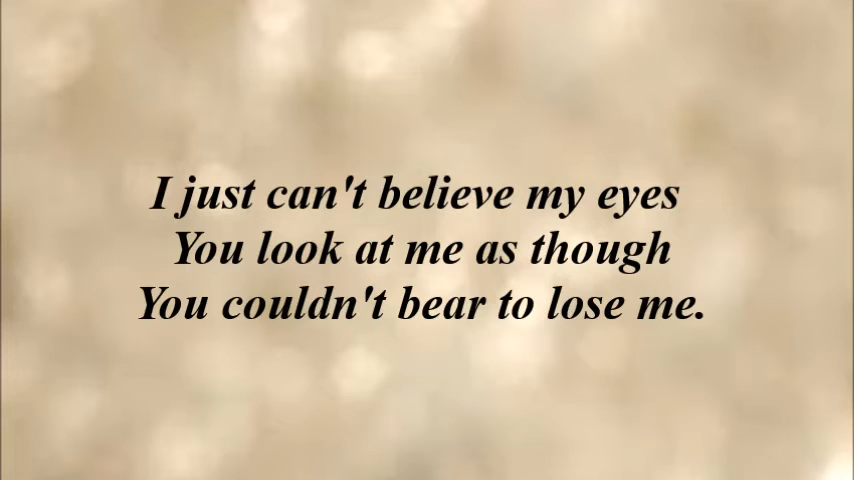 I just can't believe my eyes
You look at me as though
You couldn't bear to lose me.